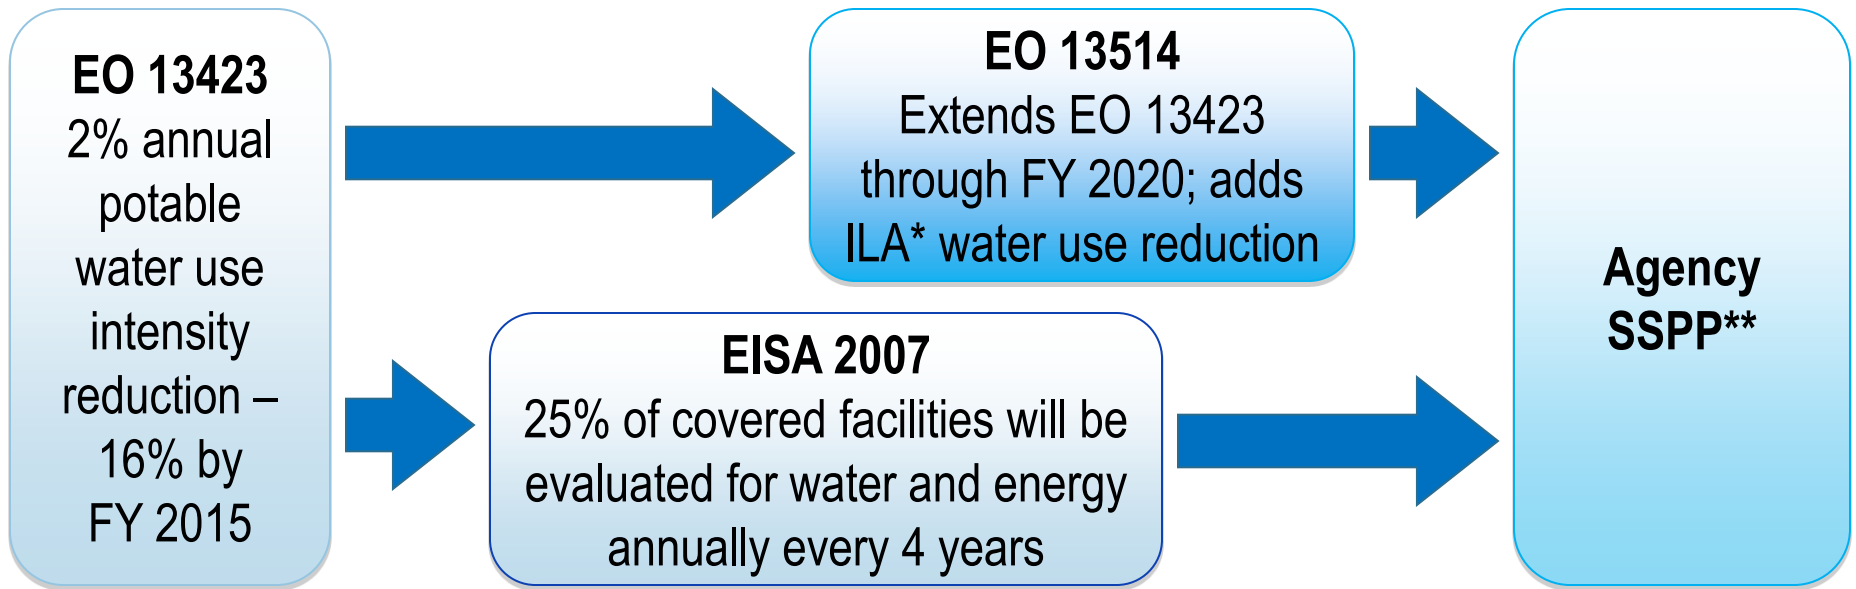 EO 13423
2% annual
potable
water use
intensity
reduction –
16% by
FY 2015
EO 13514
Extends EO 13423
through FY 2020; adds
ILA* water use reduction
EISA 2007
25% of covered facilities will be
evaluated for water and energy
annually every 4 years
Agency
SSPP**